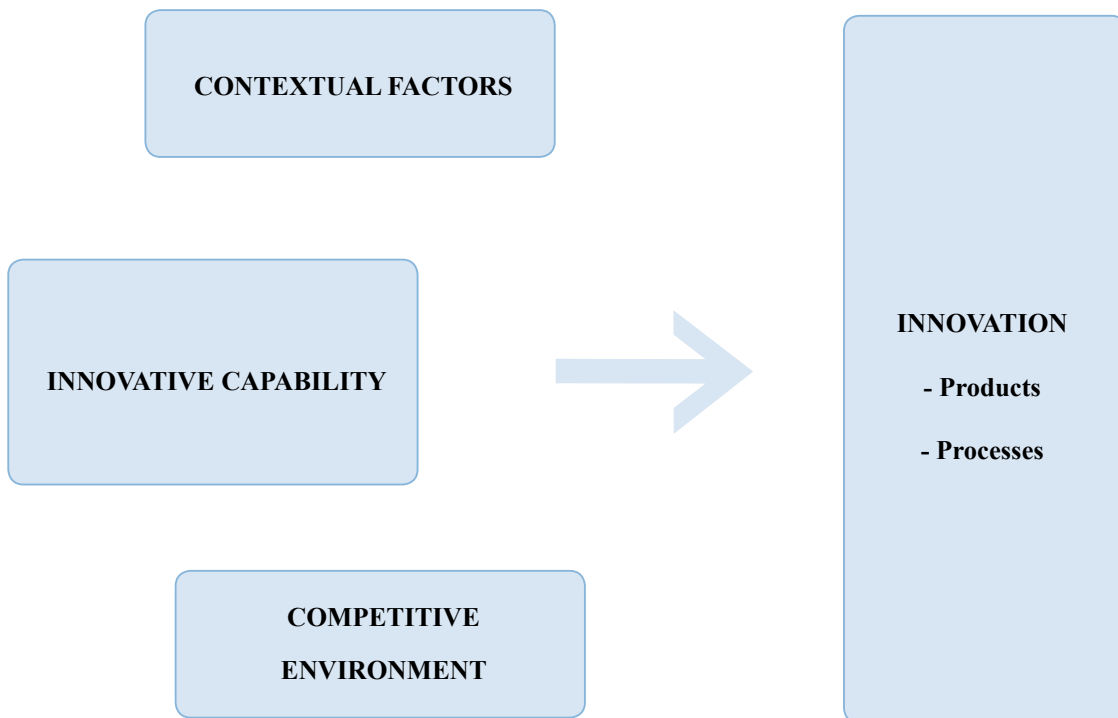 CONTEXTUAL FACTORS
INNOVATIVE CAPABILITY
COMPETITIVE
ENVIRONMENT
INNOVATION
- Products
- Processes